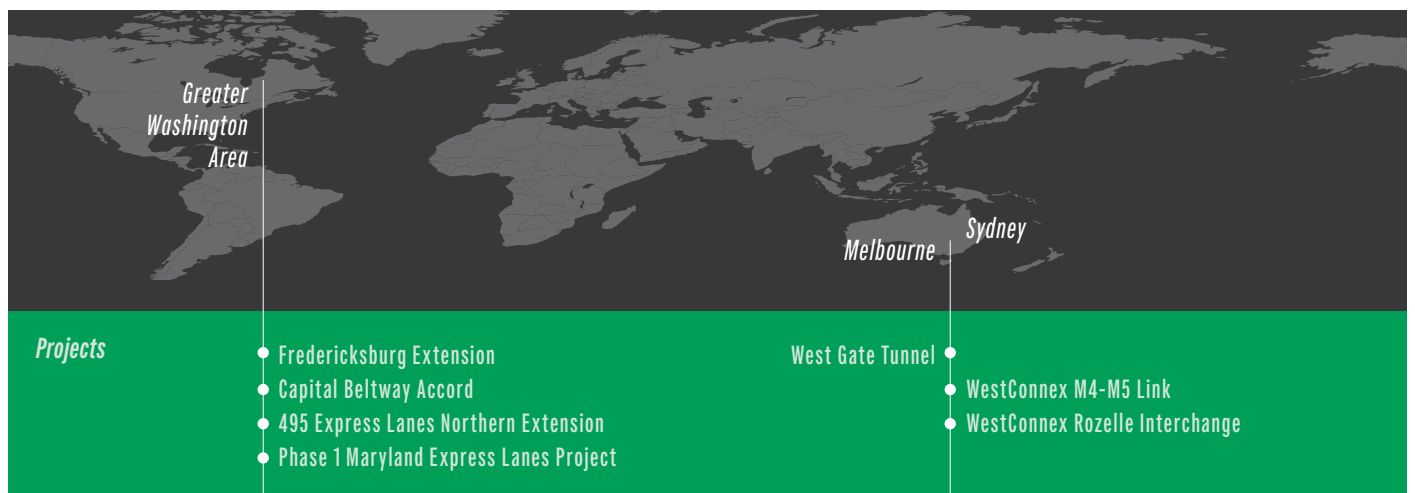 Greater
Washington
Area
Sydney
Melbourne
Projects
Fredericksburg Extension
Capital Beltway Accord
495 Express Lanes Northern Extension
Phase 1 Maryland Express Lanes Project
West Gate Tunnel
WestConnex M4-M5 Link
WestConnex Rozelle Interchange